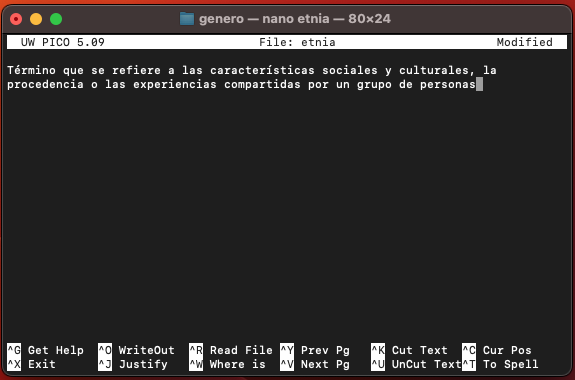 genero — nano etnia — 80×24
UW PICO 5.09 File: etnia Modified
Término que se refiere a las características sociales y culturales, la
procedencia o las experiencias compartidas por un grupo de personas
^G Get Help ^O WriteOut ^R Read File ^Y Prev Pg ^K Cut Text ^C Cur Pos
^X Exit ^J Justify ^W Where is ^V Next Pg ^U UnCut Text ^T To Spell